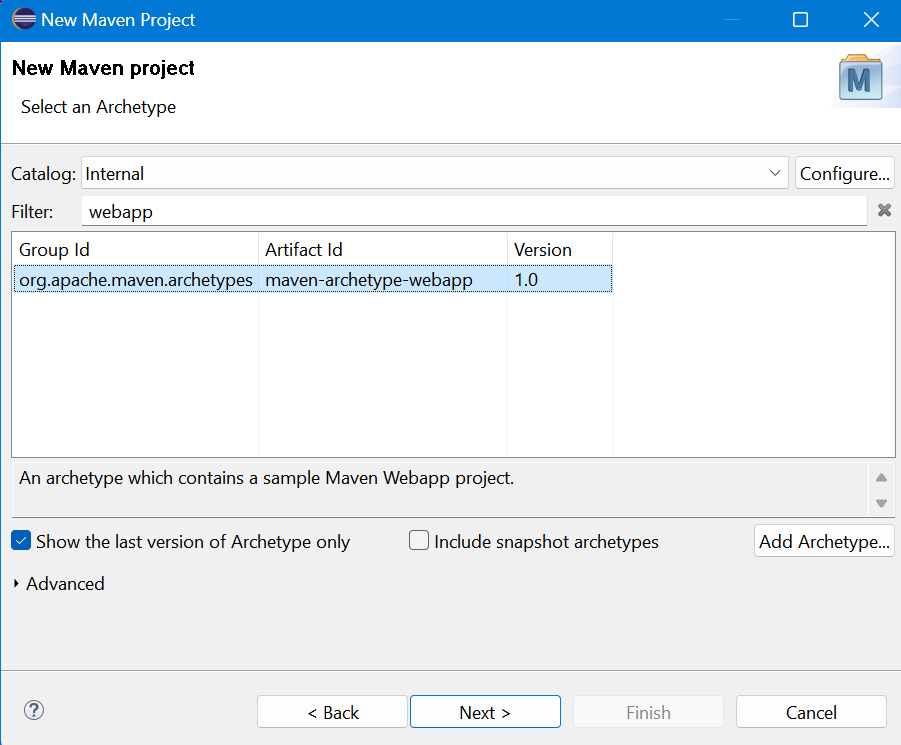 New Maven Project
New Maven project
Select an Archetype
Catalog: Internal Configure...
Filter: webapp
Group Id Artifact Id Version
org.apache.maven.archetypes maven-archetype-webapp 1.0
An archetype which contains a sample Maven Webapp project.
Show the last version of Archetype only Include snapshot archetypes Add Archetype...
Advanced
? < Back Next > Finish Cancel